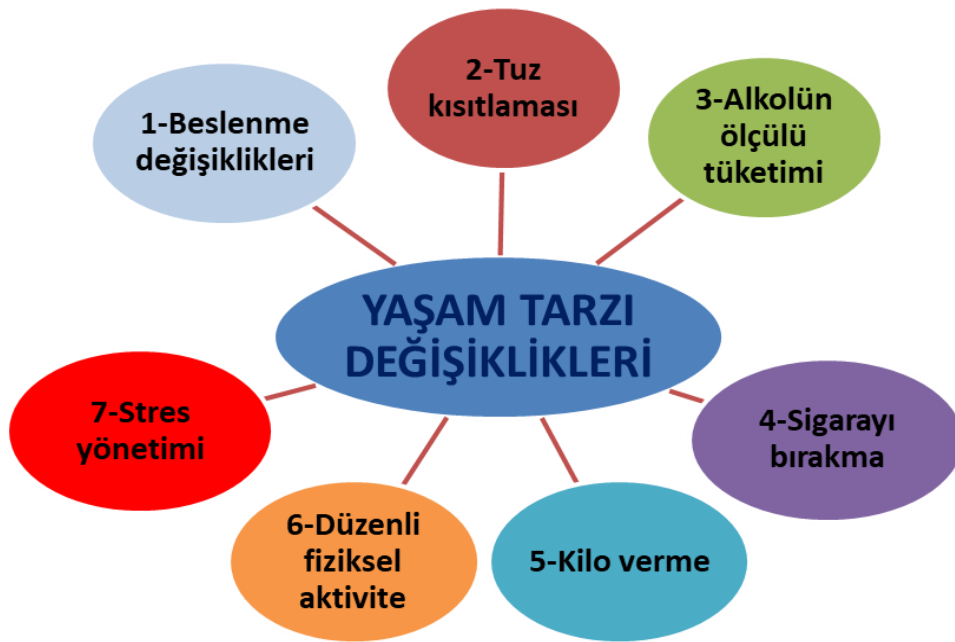 1-Beslenme
değişiklikleri
2-Tuz
kısıtlaması
3-Alkolün
ölçülü
tüketimi
YAŞAM TARZI
DEĞİŞİKLİKLERİ
4-Sigarayı
bırakma
5-Kilo verme
6-Düzenli
fiziksel
aktivite
7-Stres
yönetimi